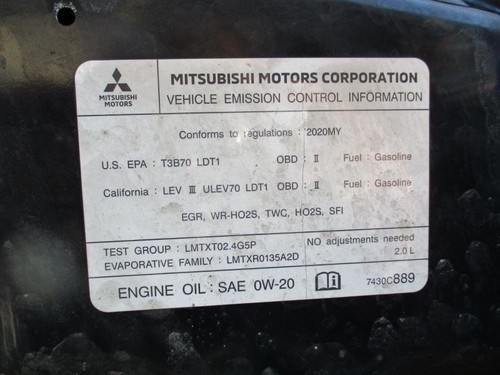 MITSUBISHI MOTORS
MITSUBISHI MOTORS CORPORATION
VEHICLE EMISSION CONTROL INFORMATION
Conforms to regulations : 2020MY
U.S. EPA : T3B70 LDT1 OBD : II Fuel : Gasoline
California : LEV III ULEV70 LDT1 OBD : II Fuel : Gasoline
EGR, WR-HO2S, TWC, HO2S, SFI
TEST GROUP : LMTXT02.4G5P
EVAPORATIVE FAMILY : LMTXR0135A2D
NO adjustments needed
2.0 L
ENGINE OIL : SAE 0W-20
7430C889